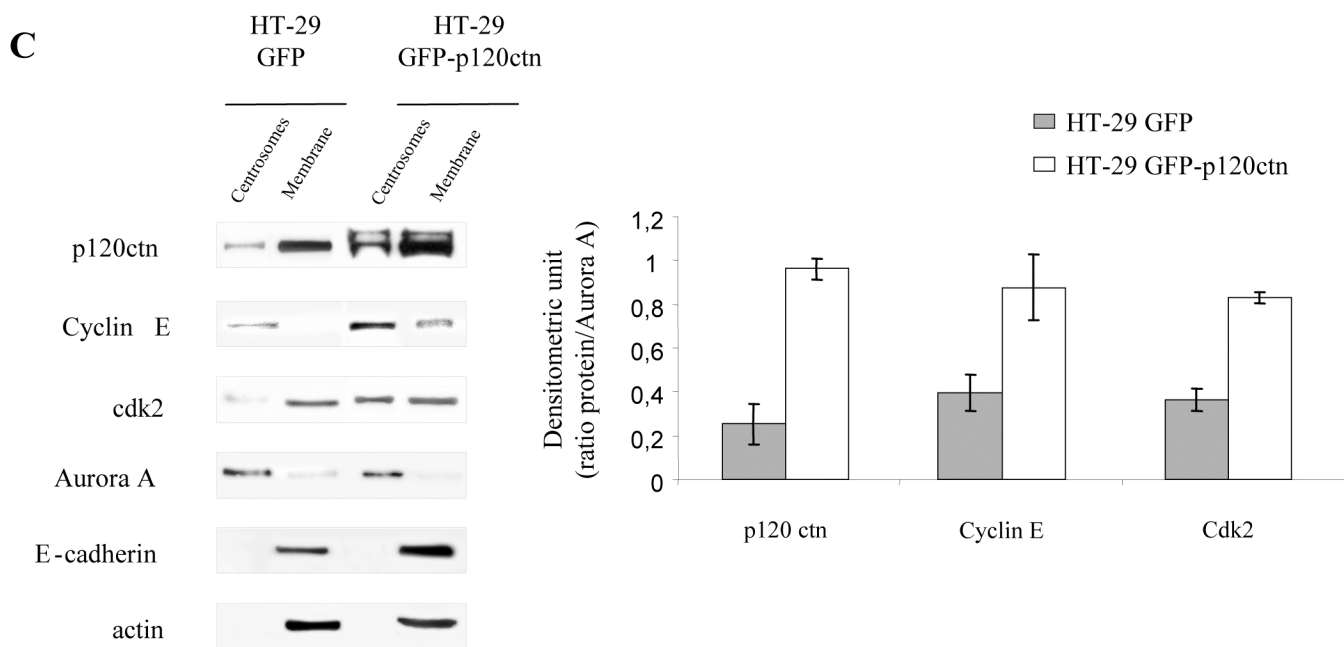 C
HT-29
GFP
HT-29
GFP-p120ctn
Centrosomes
Membrane
Centrosomes
Membrane
p120ctn
Cyclin E
cdk2
Aurora A
E-cadherin
actin
HT-29 GFP
HT-29 GFP-p120ctn
Densitometric unit
(ratio protein/Aurora A)
1,2
1
0,8
0,6
0,4
0,2
0
p120 ctn
Cyclin E
Cdk2